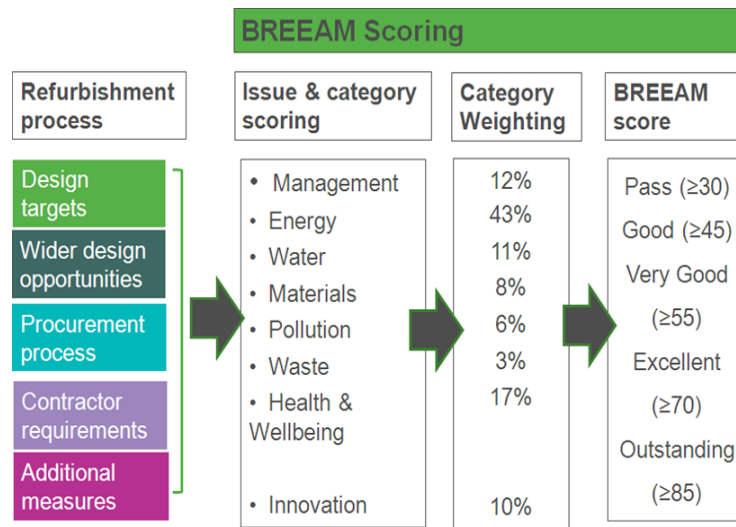 BREEAM Scoring
Refurbishment
process
Issue & category
scoring
Category
Weighting
BREEAM
score
Design
targets
Wider design
opportunities
Procurement
process
Contractor
requirements
Additional
measures
• Management
• Energy
• Water
• Materials
• Pollution
• Waste
• Health &
Wellbeing
• Innovation
12%
43%
11%
8%
6%
3%
17%
10%
Pass (≥30)
Good (≥45)
Very Good
(≥55)
Excellent
(≥70)
Outstanding
(≥85)